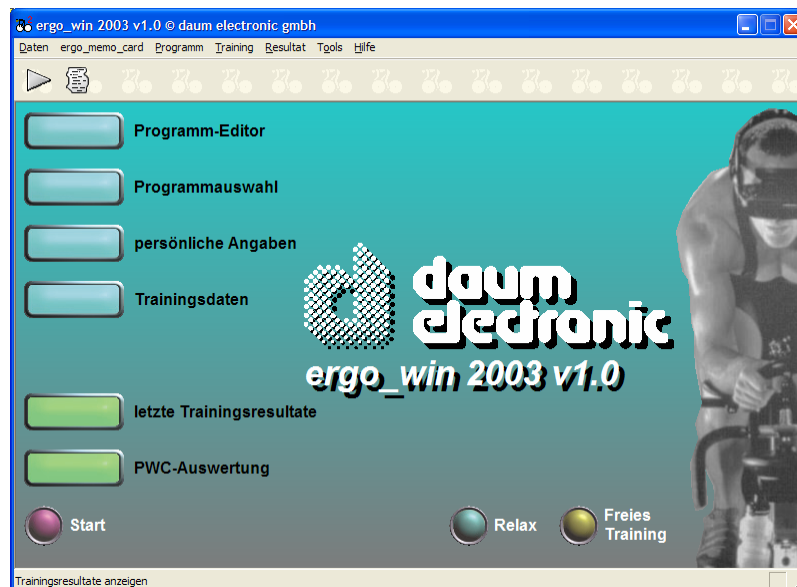 ergo_win 2003 v1.0 © daum electronic gmbh
Daten ergo_memo_card Programm Training Resultat Tools Hilfe
Programm-Editor
Programmauswahl
persönliche Angaben
Trainingsdaten
daum
electronic
ergo_win 2003 v1.0
letzte Trainingsresultate
PWC-Auswertung
Start
Relax
Freies
Training
Trainingsresultate anzeigen